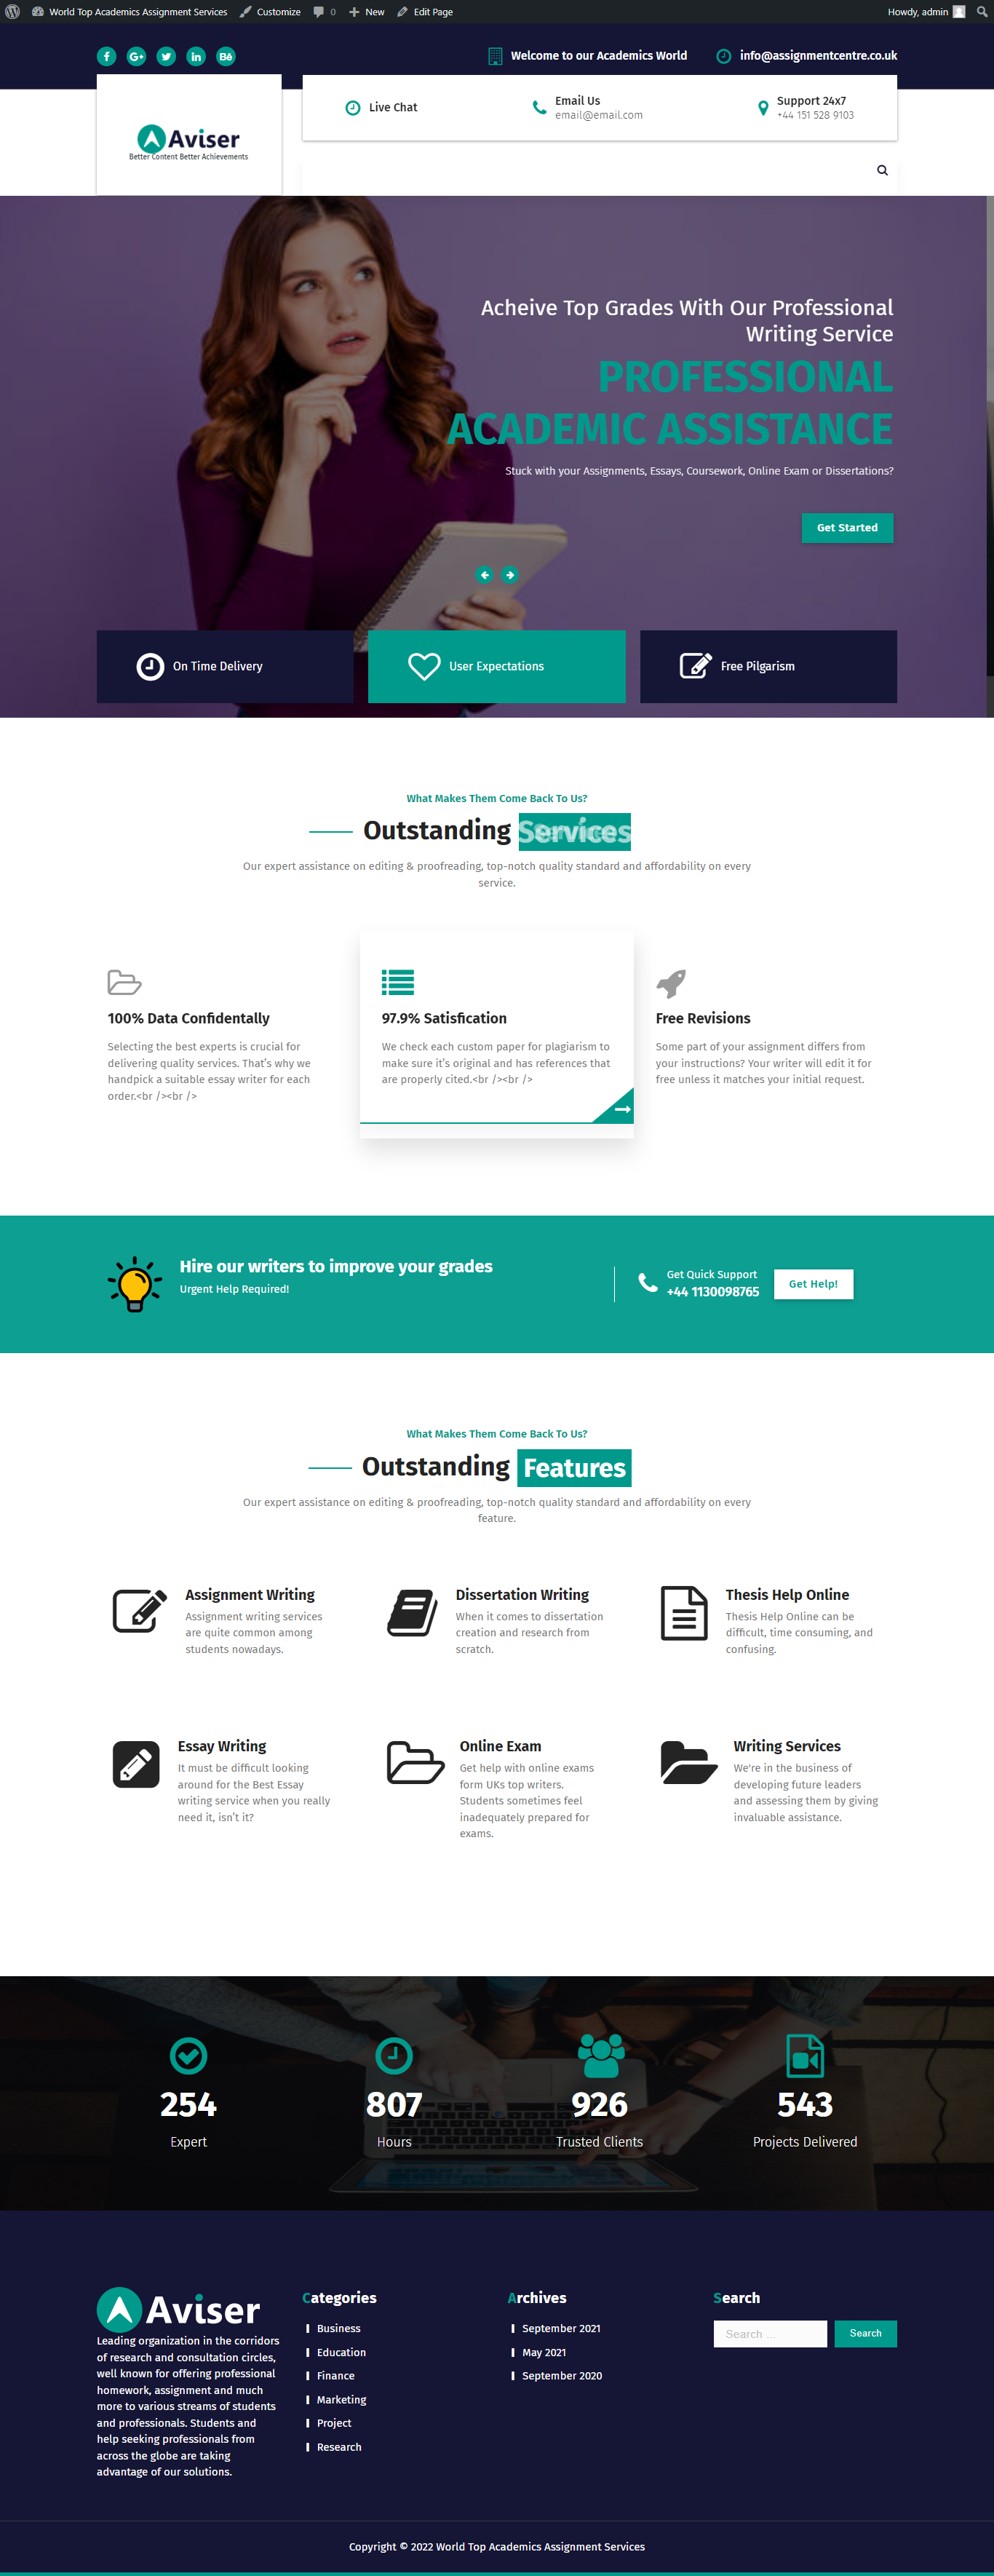 World Top Academics Assignment Services
Customize
0
New
Edit Page
Howdy, admin
Welcome to our Academics World
info@assignmentcentre.co.uk
Aviser
Better Content Better Achievements
Live Chat
Email Us
email@email.com
Support 24x7
+44 151 528 9103
Acheive Top Grades With Our Professional
Writing Service
PROFESSIONAL
ACADEMIC ASSISTANCE
Stuck with your Assignments, Essays, Coursework, Online Exam or Dissertations?
Get Started
On Time Delivery
User Expectations
Free Pilgarism
What Makes Them Come Back To Us?
Outstanding Services
Our expert assistance on editing & proofreading, top-notch quality standard and affordability on every
service.
100% Data Confidentally
Selecting the best experts is crucial for
delivering quality services. That’s why we
handpick a suitable essay writer for each
order.<br /><br />
97.9% Satisfication
We check each custom paper for plagiarism to
make sure it’s original and has references that
are properly cited.<br /><br />
Free Revisions
Some part of your assignment differs from
your instructions? Your writer will edit it for
free unless it matches your initial request.
Hire our writers to improve your grades
Urgent Help Required!
Get Quick Support
+44 1130098765
Get Help!
What Makes Them Come Back To Us?
Outstanding Features
Our expert assistance on editing & proofreading, top-notch quality standard and affordability on every
feature.
Assignment Writing
Assignment writing services
are quite common among
students nowadays.
Dissertation Writing
When it comes to dissertation
creation and research from
scratch.
Thesis Help Online
Thesis Help Online can be
difficult, time consuming, and
confusing.
Essay Writing
It must be difficult looking
around for the Best Essay
writing service when you really
need it, isn’t it?
Online Exam
Get help with online exams
form UKs top writers.
Students sometimes feel
inadequately prepared for
exams.
Writing Services
We're in the business of
developing future leaders
and assessing them by giving
invaluable assistance.
254
Expert
807
Hours
926
Trusted Clients
543
Projects Delivered
Aviser
Leading organization in the corridors
of research and consultation circles,
well known for offering professional
homework, assignment and much
more to various streams of students
and professionals. Students and
help seeking professionals from
across the globe are taking
advantage of our solutions.
Categories
Business
Education
Finance
Marketing
Project
Research
Archives
September 2021
May 2021
September 2020
Search
Search ...
Search
Copyright © 2022 World Top Academics Assignment Services